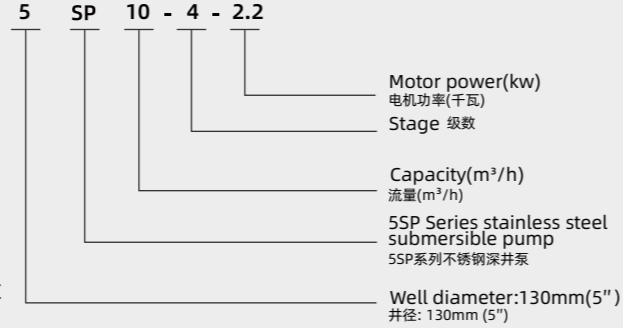 5 SP 10 - 4 - 2.2
Motor power(kw)
电机功率(千瓦)
Stage 级数
Capacity(m³/h)
流量(m³/h)
5SP Series stainless steel
submersible pump
5SP系列不锈钢深井泵
Well diameter:130mm(5″)
井径: 130mm (5″)